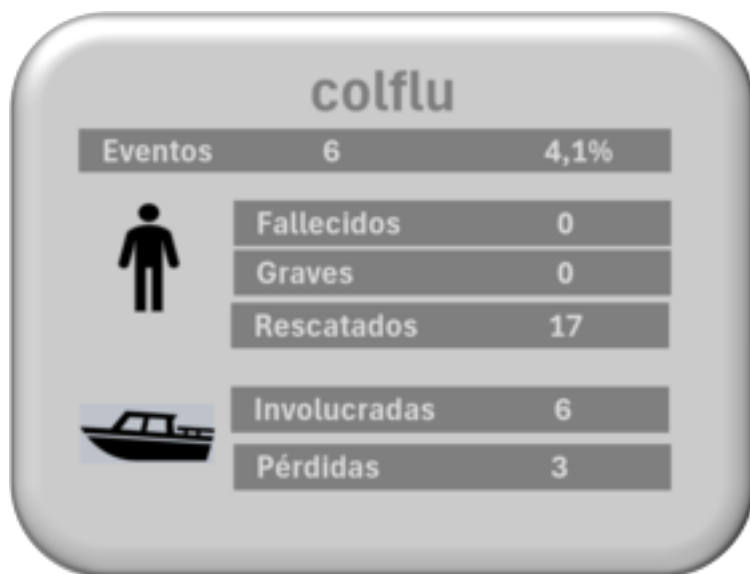 colflu
Eventos 6 4,1%
Fallecidos 0
Graves 0
Rescatados 17
Involucradas 6
Pérdidas 3